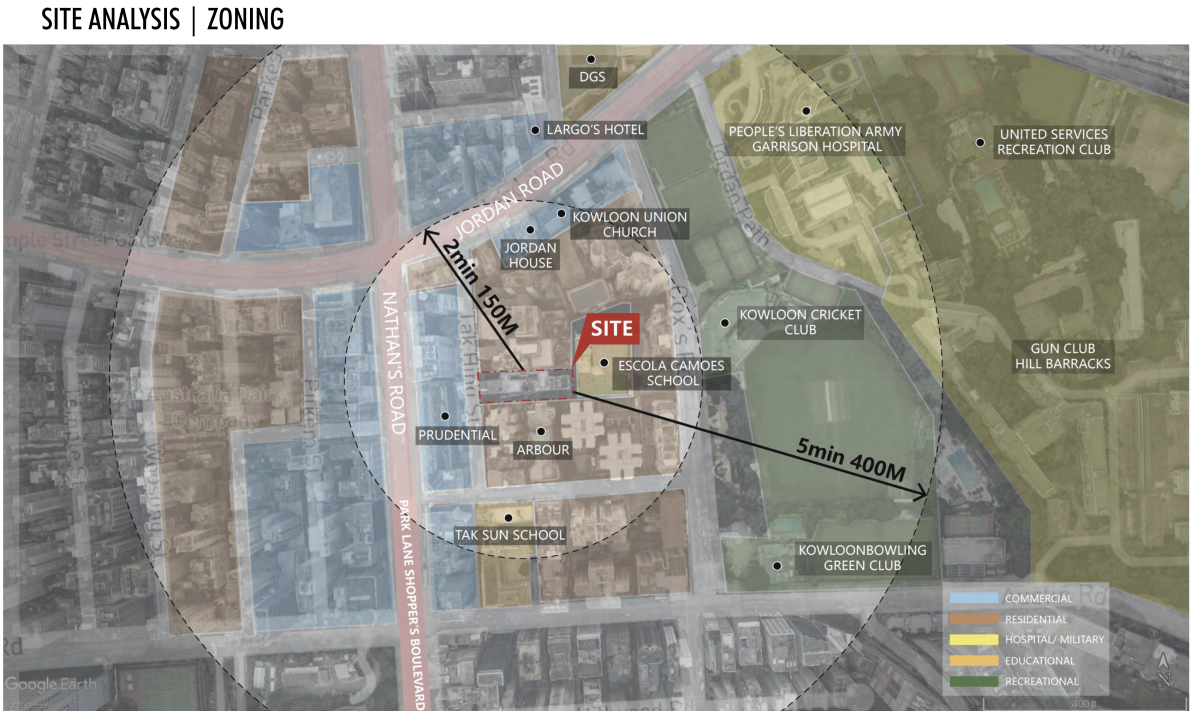 SITE ANALYSIS | ZONING
DGS
LARGO'S HOTEL
PEOPLE'S LIBERATION ARMY
GARRISON HOSPITAL
UNITED SERVICES
RECREATION CLUB
JORDAN ROAD
KOWLOON UNION
CHURCH
JORDAN
HOUSE
Jordan Path
2min 150M
NATHAN'S ROAD
SITE
KOWLOON CRICKET
CLUB
ESCOLA CAMOES
SCHOOL
GUN CLUB
HILL BARRACKS
PRUDENTIAL
ARBOUR
5min 400M
PARK LANE SHOPPER'S BOULEVARD
TAK SUN SCHOOL
KOWLOONBOWLING
GREEN CLUB
COMMERCIAL
RESIDENTIAL
HOSPITAL/ MILITARY
EDUCATIONAL
RECREATIONAL
Rd
Rd
Google Earth
400 ft